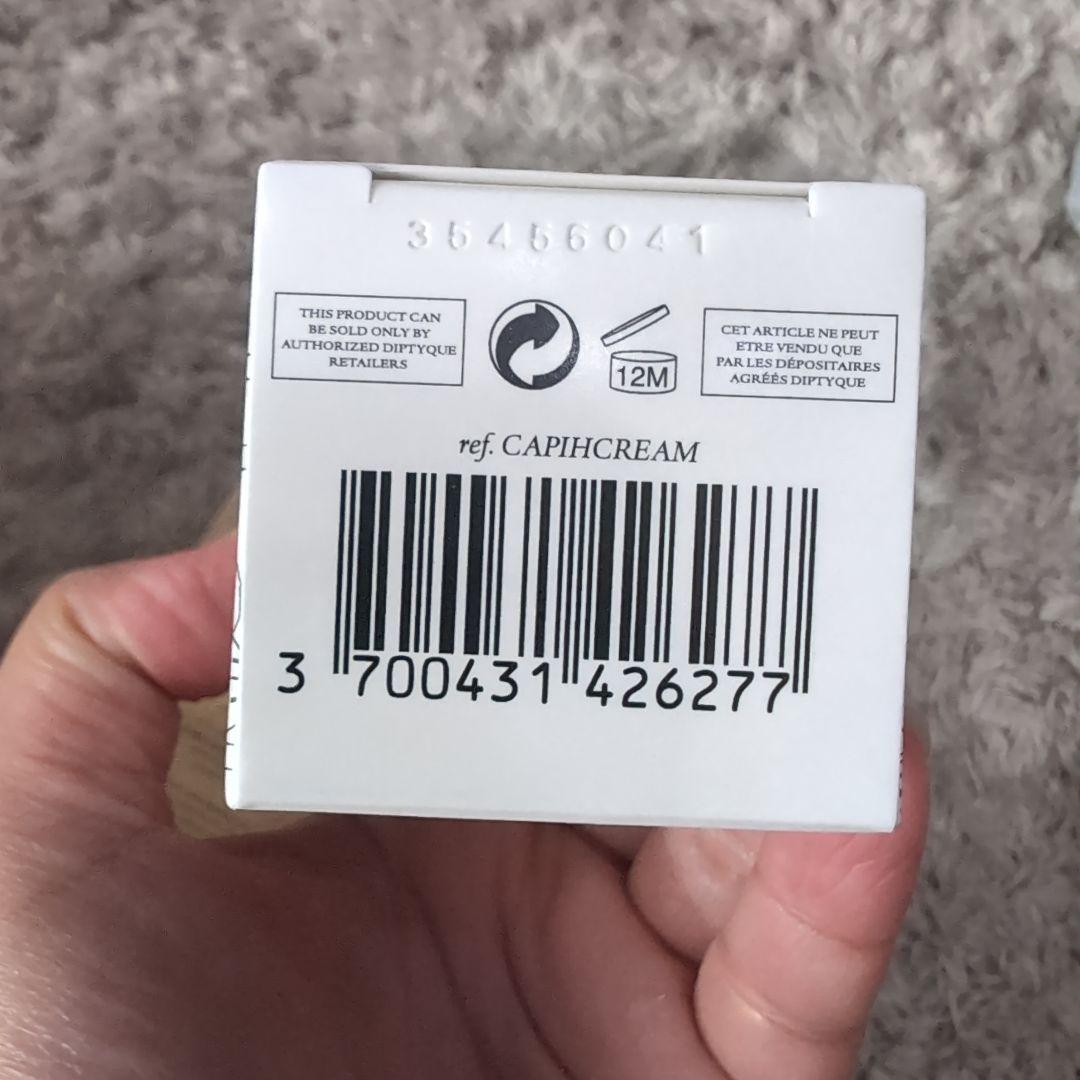 35456041
THIS PRODUCT CAN
BE SOLD ONLY BY
AUTHORIZED DIPTYQUE
RETAILERS
12M
CET ARTICLE NE PEUT
ETRE VENDU QUE
PAR LES DÉPOSITAIRES
AGRÉÉS DIPTYQUE
ref. CAPIHCREAM
3 700431 426277